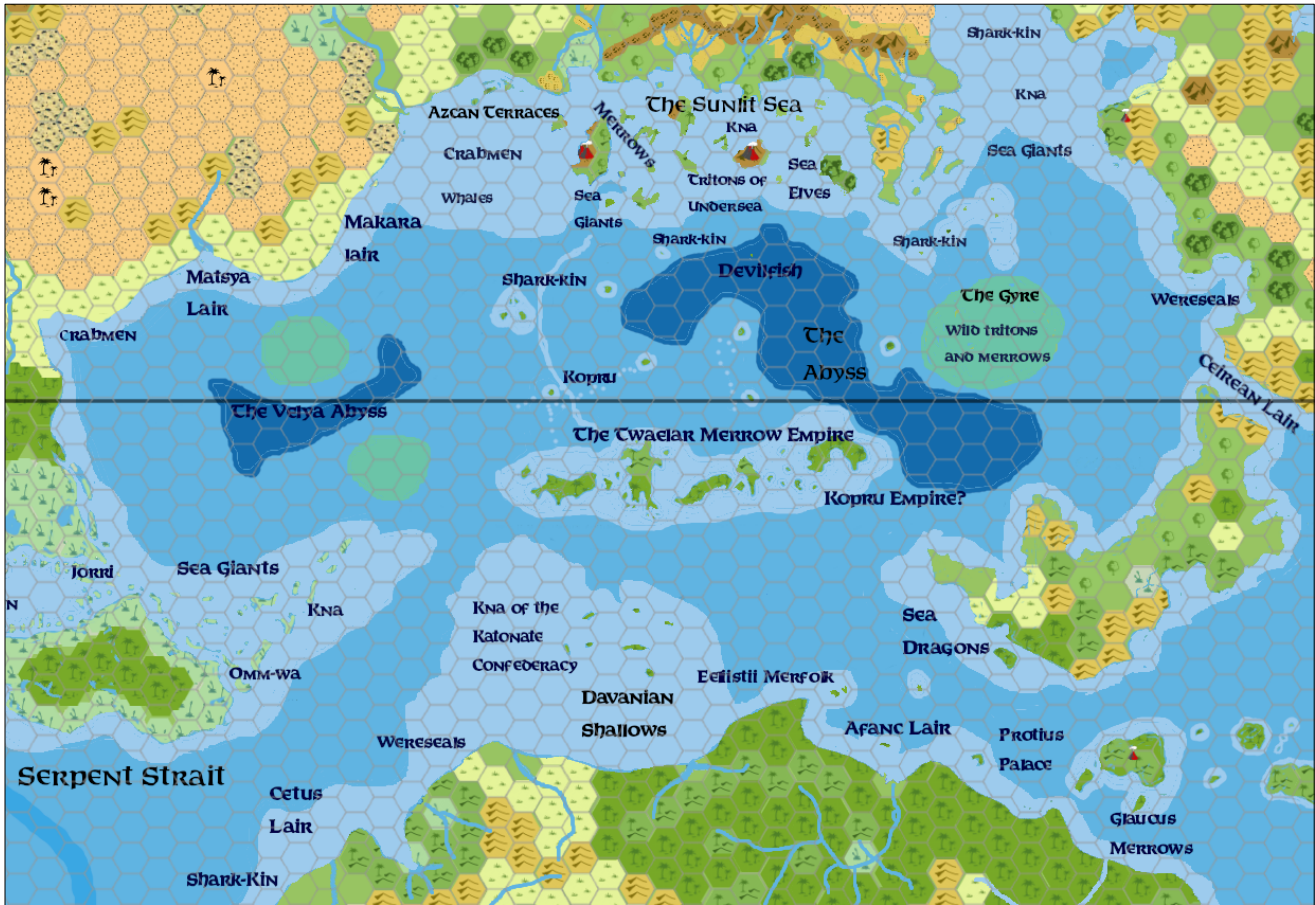 Shark-kin
Kna
The Sunlit Sea
Azcan Terraces
Merrows
Kna
Crabmen
Sea
Elves
Sea Giants
Whales
Tritons of
Undersea
Sea
Giants
Makara
lair
Shark-kin
Shark-kin
Matsya
Lair
Shark-kin
Devilfish
The Gyre
Wereseals
Crabmen
Wild tritons
and merrows
The
Abyss
Kopru
Ceirean Lair
The Velya Abyss
The Twaelar Merrow Empire
Kopru Empire?
Jorri
Sea Giants
N
Kna
Kna of the
Katonate
Confederacy
Sea
Dragons
Omm-wa
Eelistii Merfolk
Davanian
Shallows
Afanc Lair
Wereseals
Protius
Palace
Serpent Strait
Cetus
Lair
Glaucus
Merrows
Shark-Kin